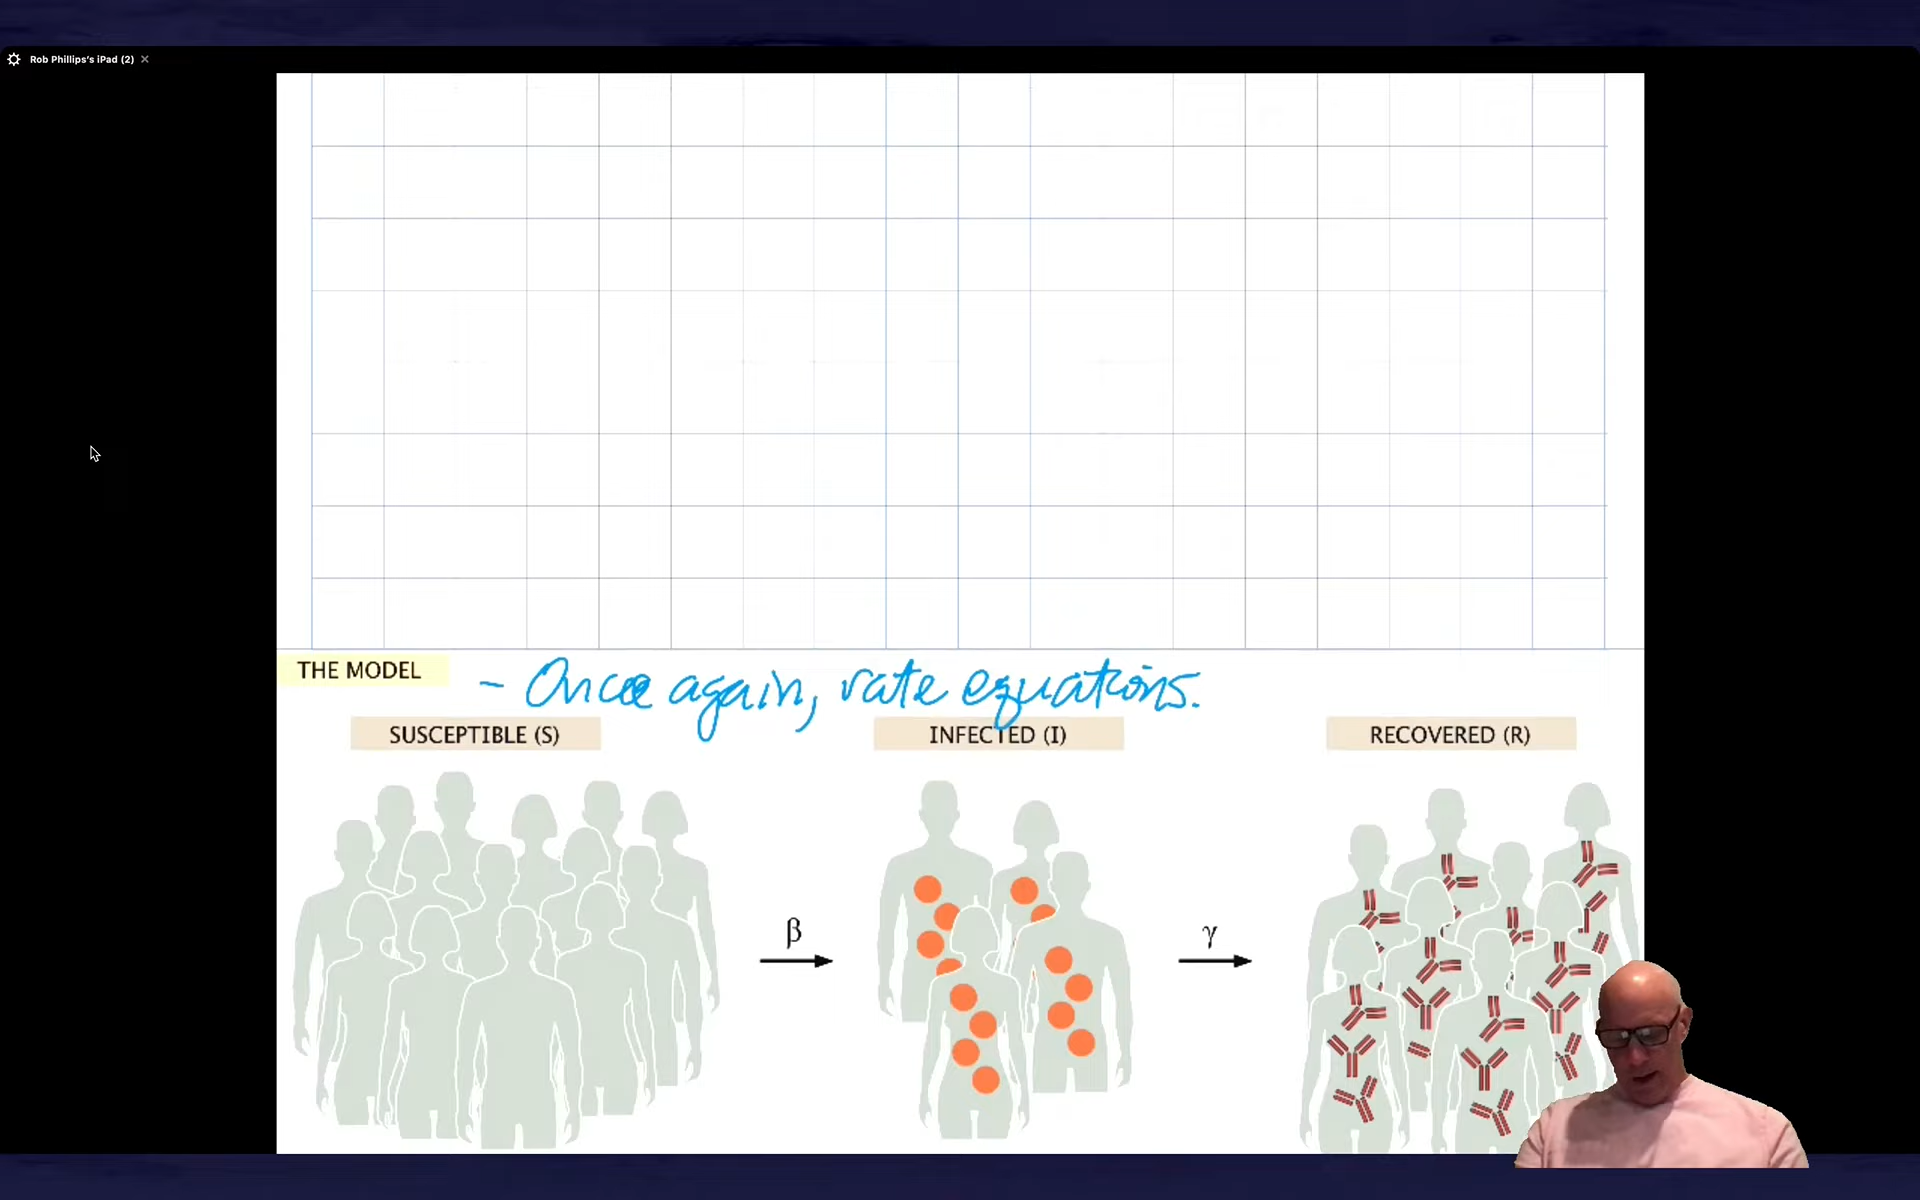 Rob Phillips's iPad (2) ×
THE MODEL
- Once again, rate equations.
SUSCEPTIBLE (S)
INFECTED (I)
RECOVERED (R)
β
γ